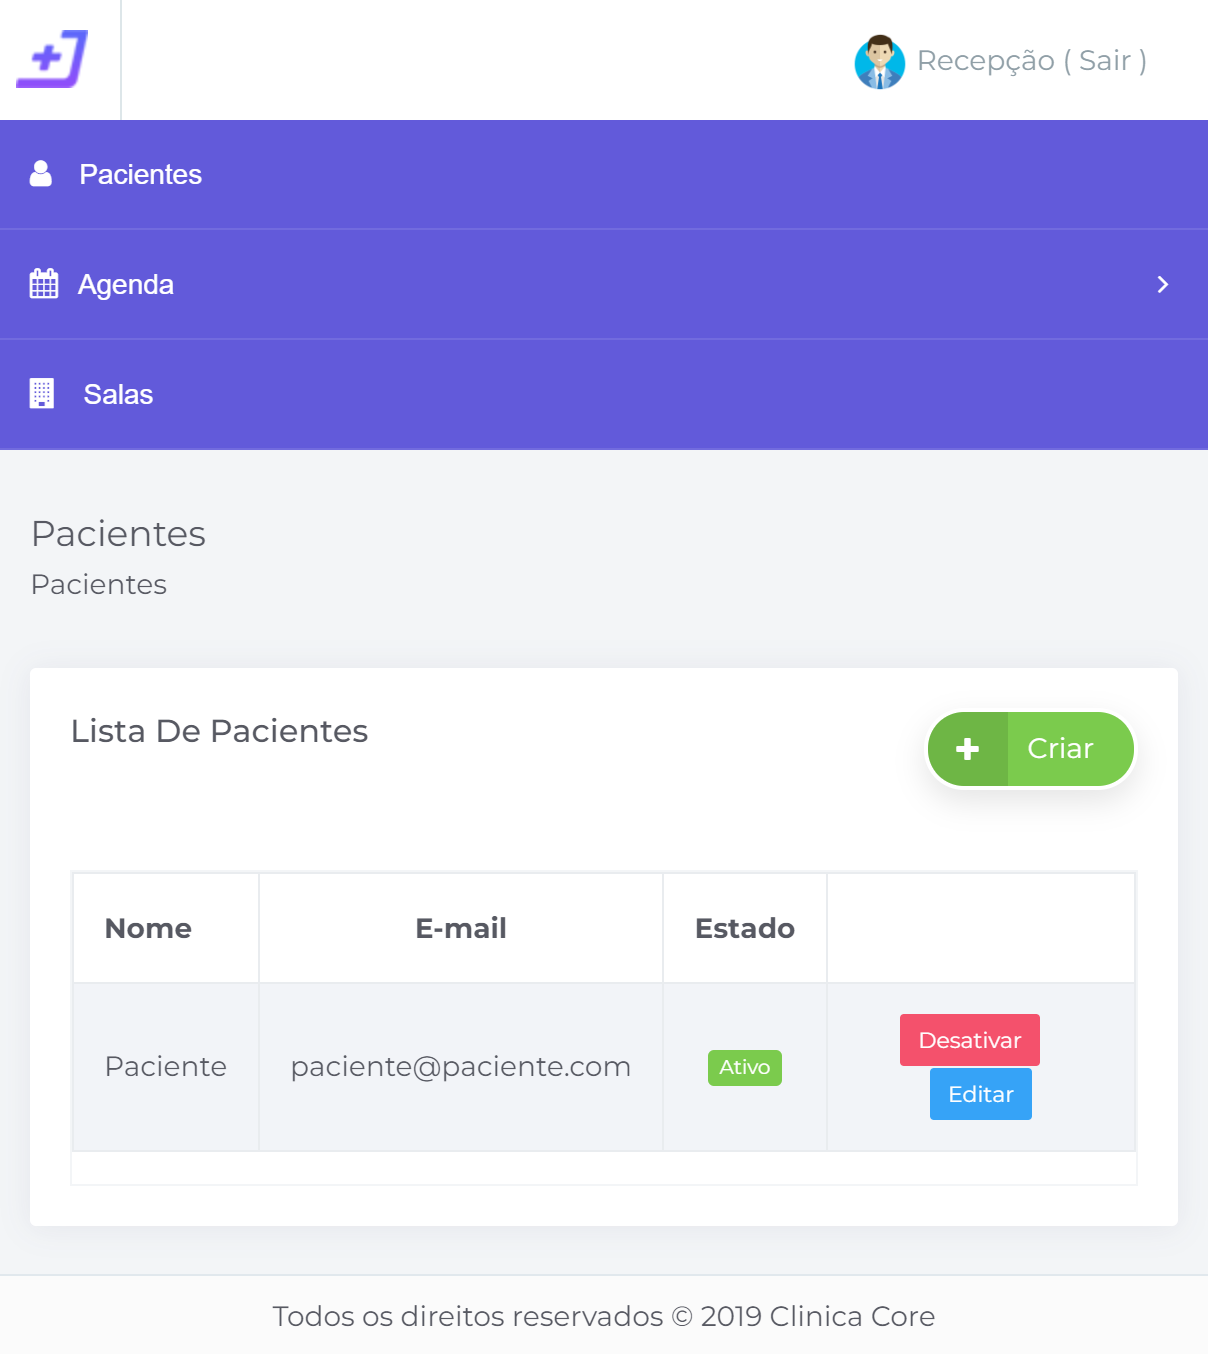 Recepção ( Sair )
Pacientes
Agenda
Salas
Pacientes
Pacientes
Lista De Pacientes
Criar
Nome E-mail Estado
Paciente paciente@paciente.com Ativo Desativar
Editar
Todos os direitos reservados © 2019 Clinica Core